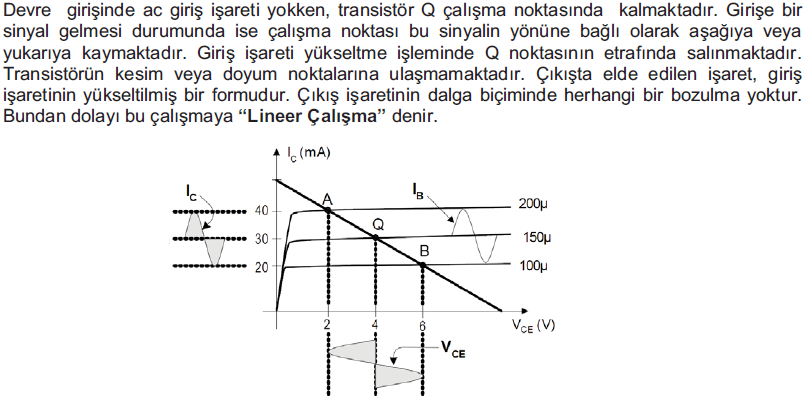 Devre girişinde ac giriş işareti yokken, transistör Q çalışma noktasında kalmaktadır. Girişe bir
sinyal gelmesi durumunda ise çalışma noktası bu sinyalin yönüne bağlı olarak aşağıya veya
yukarıya kaymaktadır. Giriş işareti yükseltme işleminde Q noktasının etrafında salınmaktadır.
Transistörün kesim veya doyum noktalarına ulaşmamaktadır. Çıkışta elde edilen işaret, giriş
işaretinin yükseltilmiş bir formudur. Çıkış işaretinin dalga biçiminde herhangi bir bozulma yoktur.
Bundan dolayı bu çalışmaya “Lineer Çalışma” denir.
IC (mA)
IC
IB
A
200µ
40
Q
150µ
30
B
100µ
20
2 4 6 VCE (V)
VCE